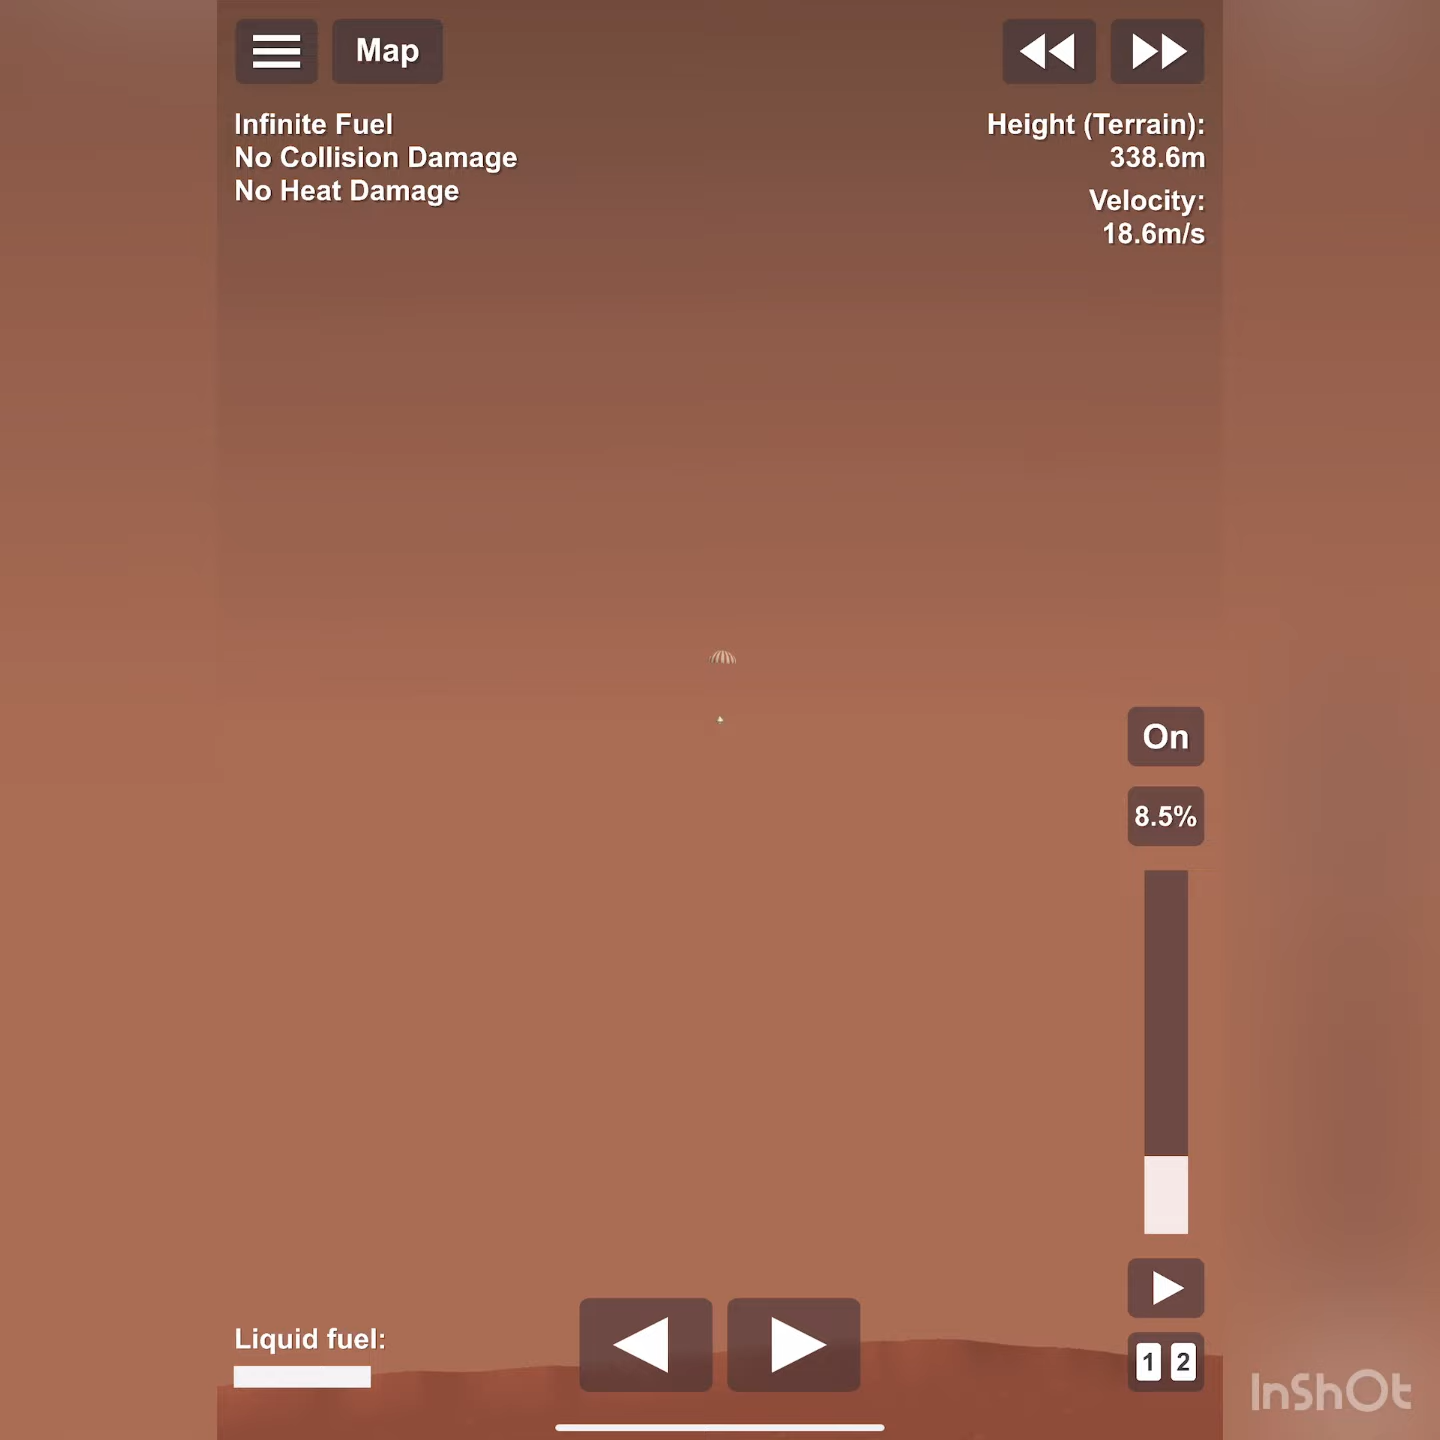 Map
Infinite Fuel
No Collision Damage
No Heat Damage
Height (Terrain):
338.6m
Velocity:
18.6m/s
On
8.5%
Liquid fuel:
1 2
InShOt